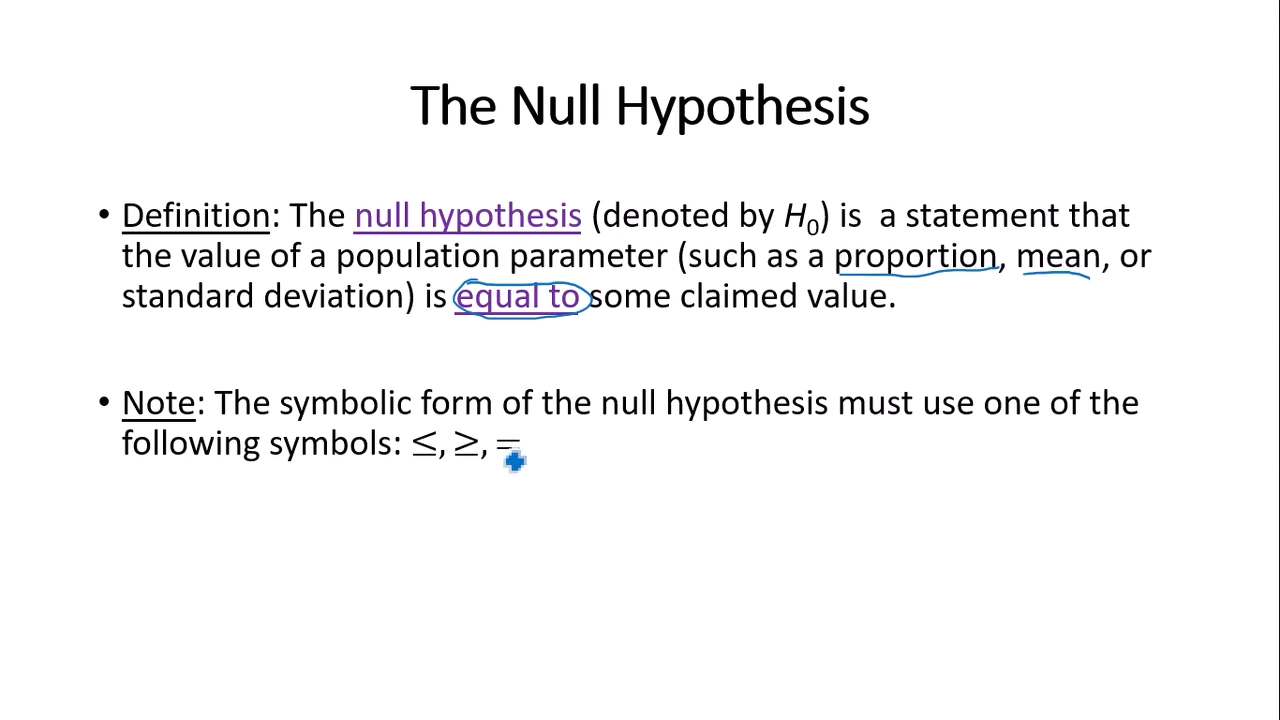 The Null Hypothesis
• Definition: The null hypothesis (denoted by H₀) is a statement that
the value of a population parameter (such as a proportion, mean, or
standard deviation) is equal to some claimed value.
• Note: The symbolic form of the null hypothesis must use one of the
following symbols: ≤, ≥, =